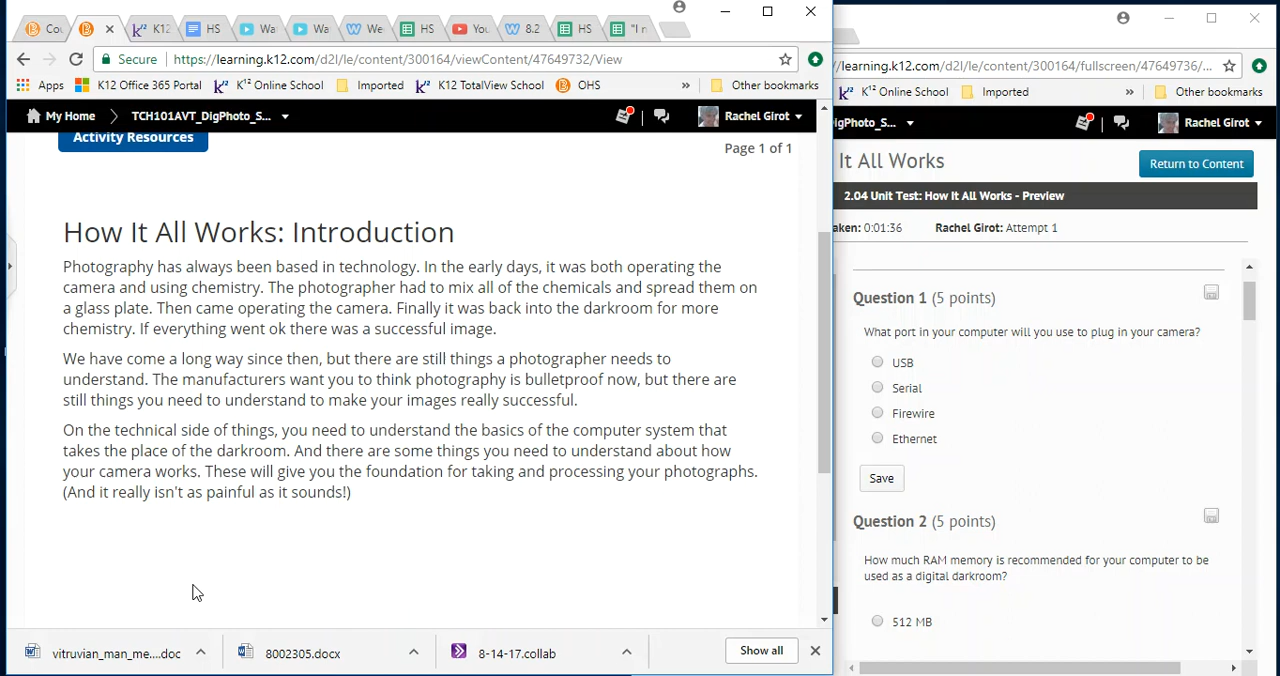 Cou
K12
HS
Wa
Wa
We
HS
You
8.2
HS
"I n
Secure https://learning.k12.com/d2l/le/content/300164/viewContent/47649732/View
Apps K12 Office 365 Portal K¹² Online School Imported K12 TotalView School OHS » Other bookmarks
My Home TCH101AVT_DigPhoto_S... Rachel Girot
Activity Resources
Page 1 of 1
How It All Works: Introduction
Photography has always been based in technology. In the early days, it was both operating the
camera and using chemistry. The photographer had to mix all of the chemicals and spread them on
a glass plate. Then came operating the camera. Finally it was back into the darkroom for more
chemistry. If everything went ok there was a successful image.
We have come a long way since then, but there are still things a photographer needs to
understand. The manufacturers want you to think photography is bulletproof now, but there are
still things you need to understand to make your images really successful.
On the technical side of things, you need to understand the basics of the computer system that
takes the place of the darkroom. And there are some things you need to understand about how
your camera works. These will give you the foundation for taking and processing your photographs.
(And it really isn't as painful as it sounds!)
vitruvian_man_me....doc
8002305.docx
8-14-17.collab
Show all
/learning.k12.com/d2l/le/content/300164/fullscreen/47649736/...
K¹² Online School Imported » Other bookmarks
igPhoto_S... Rachel Girot
It All Works
Return to Content
2.04 Unit Test: How It All Works - Preview
aken: 0:01:36 Rachel Girot: Attempt 1
Question 1 (5 points)
What port in your computer will you use to plug in your camera?
USB
Serial
Firewire
Ethernet
Save
Question 2 (5 points)
How much RAM memory is recommended for your computer to be
used as a digital darkroom?
512 MB